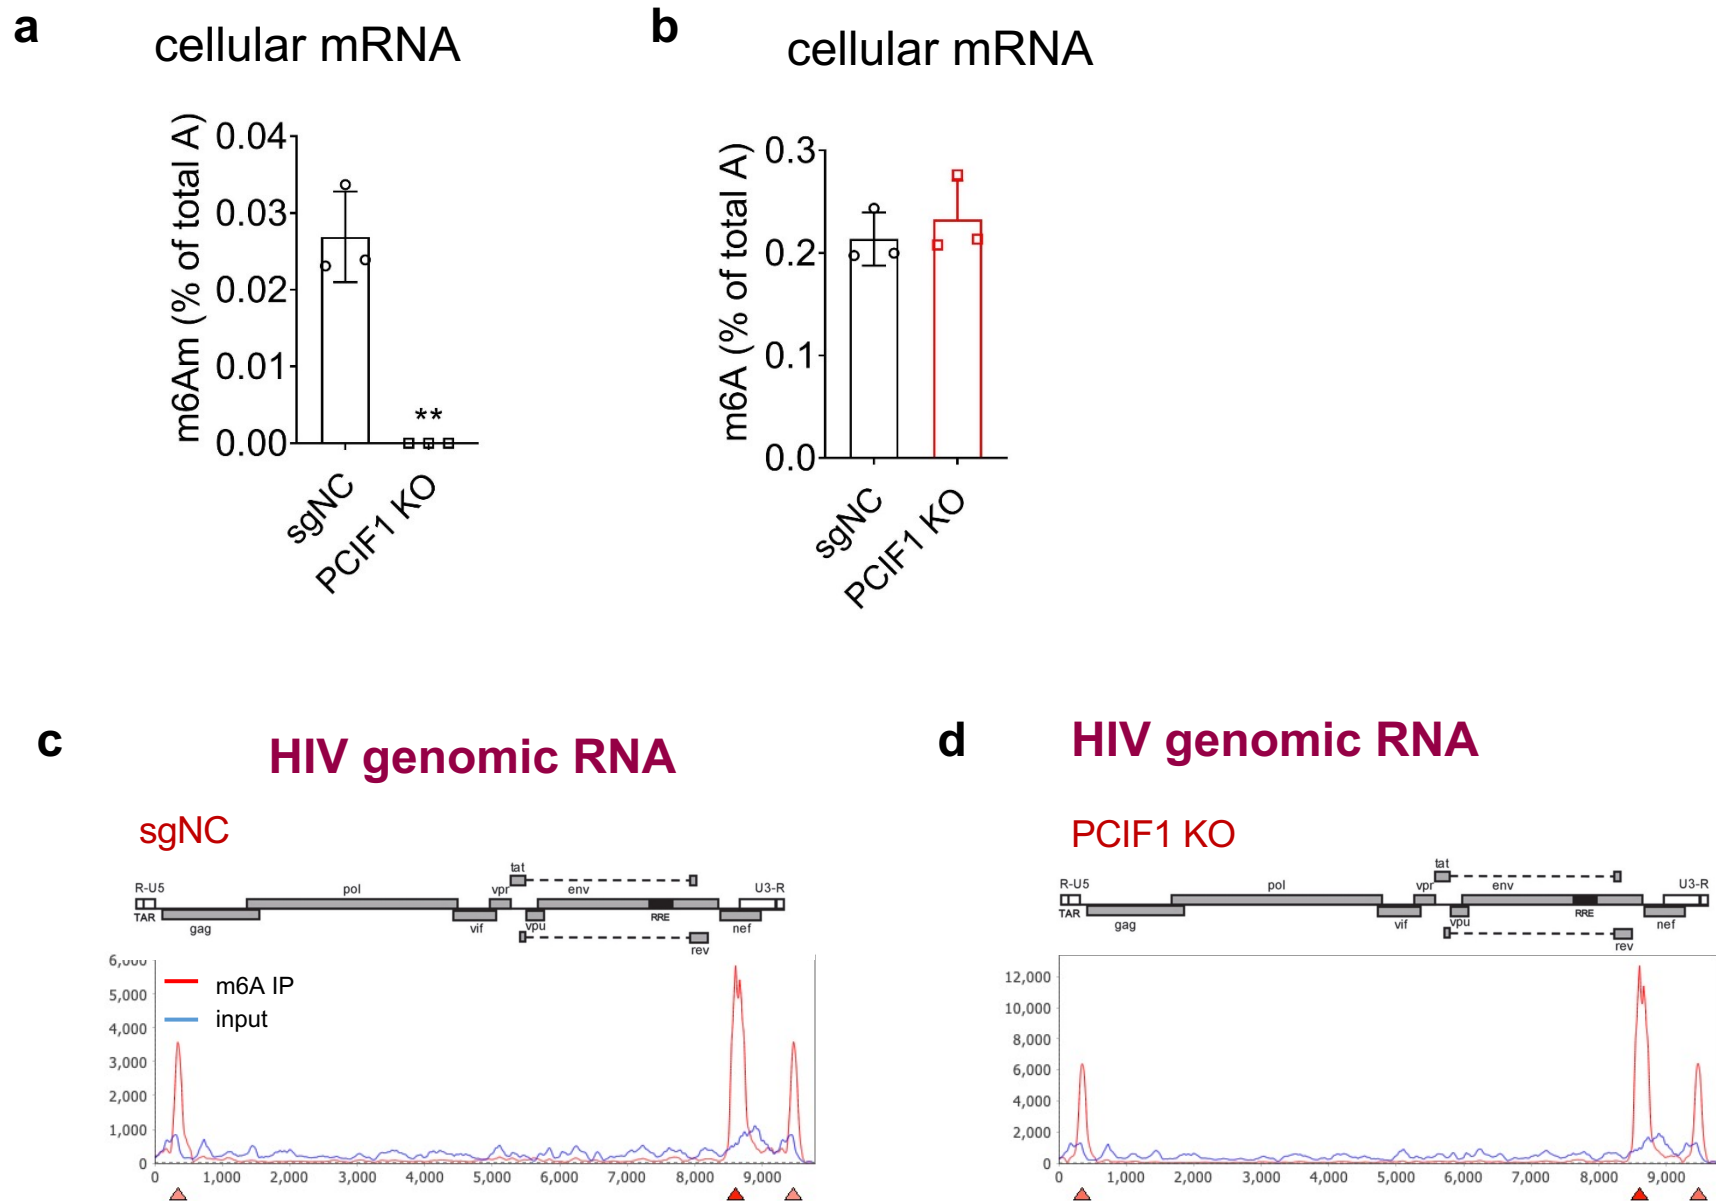 a
cellular mRNA
m6Am (% of total A)
0.04
0.03
0.02
0.01
0.00
**
sgNC
PCIF1 KO
b
cellular mRNA
m6A (% of total A)
0.3
0.2
0.1
0.0
sgNC
PCIF1 KO
c
HIV genomic RNA
sgNC
tat
R-U5
pol
vpr
env
U3-R
TAR
gag
vif
vpu
RRE
nef
rev
6,000
5,000
4,000
3,000
2,000
1,000
0
m6A IP
input
0 1,000 2,000 3,000 4,000 5,000 6,000 7,000 8,000 9,000
d
HIV genomic RNA
PCIF1 KO
tat
R-U5
pol
vpr
env
U3-R
TAR
gag
vif
vpu
RRE
nef
rev
12,000
10,000
8,000
6,000
4,000
2,000
0
0 1,000 2,000 3,000 4,000 5,000 6,000 7,000 8,000 9,000